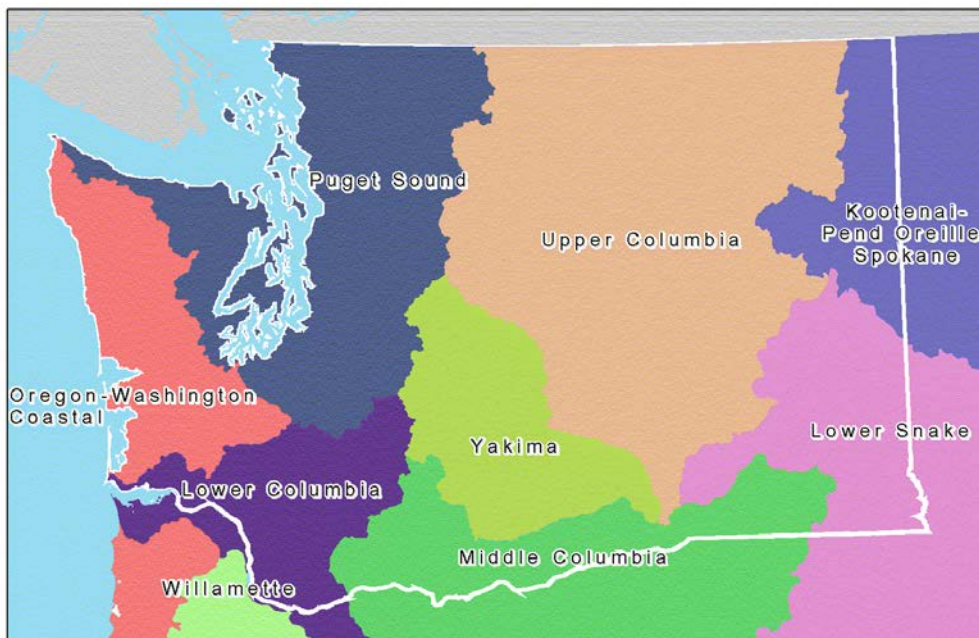 Puget Sound
Upper Columbia
Kootenai-
Pend Oreille
Spokane
Oregon-Washington
Coastal
Yakima
Lower Snake
Lower Columbia
Middle Columbia
Willamette